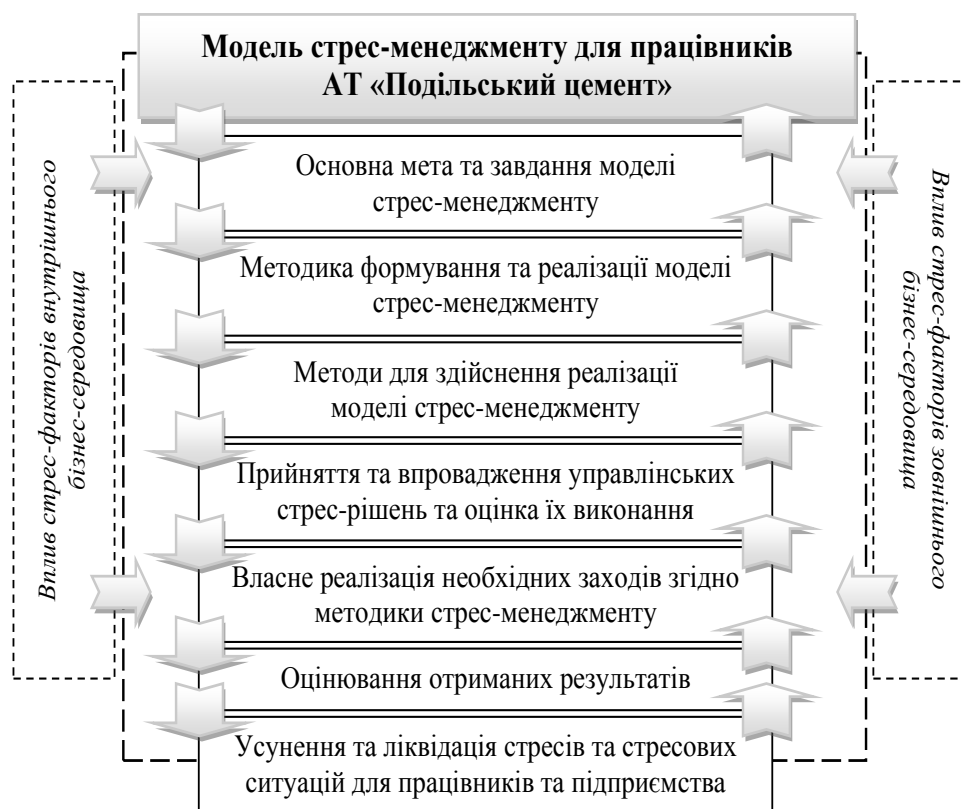 Модель стрес-менеджменту для працівників
АТ «Подільський цемент»
Вплив стрес-факторів внутрішнього
бізнес-середовища
Основна мета та завдання моделі
стрес-менеджменту
Методика формування та реалізації моделі
стрес-менеджменту
Методи для здійснення реалізації
моделі стрес-менеджменту
Прийняття та впровадження управлінських
стрес-рішень та оцінка їх виконання
Власне реалізація необхідних заходів згідно
методики стрес-менеджменту
Оцінювання отриманих результатів
Усунення та ліквідація стресів та стресових
ситуацій для працівників та підприємства
Вплив стрес-факторів зовнішнього
бізнес-середовища